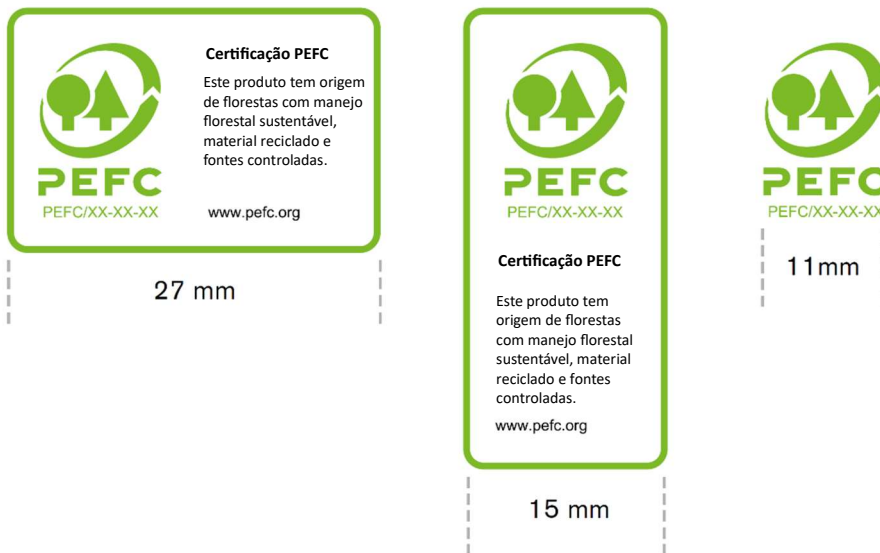 PEFC
PEFC/XX-XX-XX
Certificação PEFC
Este produto tem origem
de florestas com manejo
florestal sustentável,
material reciclado e
fontes controladas.
www.pefc.org
27 mm
PEFC
PEFC/XX-XX-XX
Certificação PEFC
Este produto tem
origem de florestas
com manejo florestal
sustentável, material
reciclado e fontes
controladas.
www.pefc.org
15 mm
PEFC
PEFC/XX-XX-XX
11mm